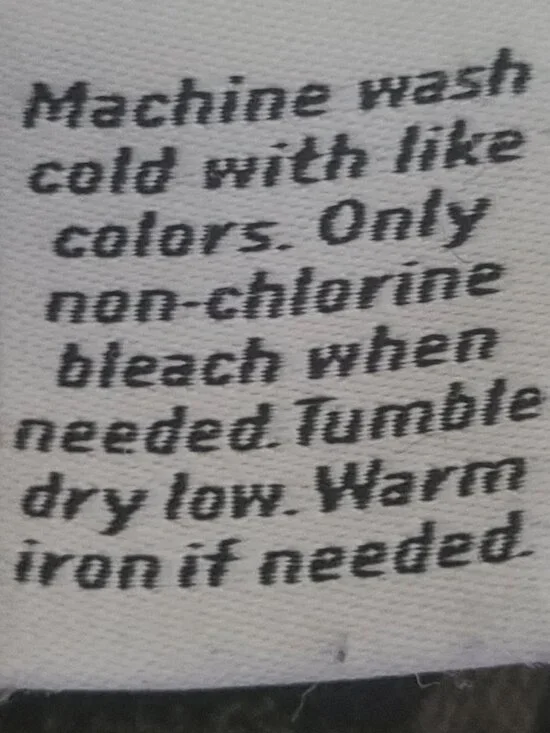 Machine wash
cold with like
colors. Only
non-chlorine
bleach when
needed. Tumble
dry low. Warm
iron if needed.